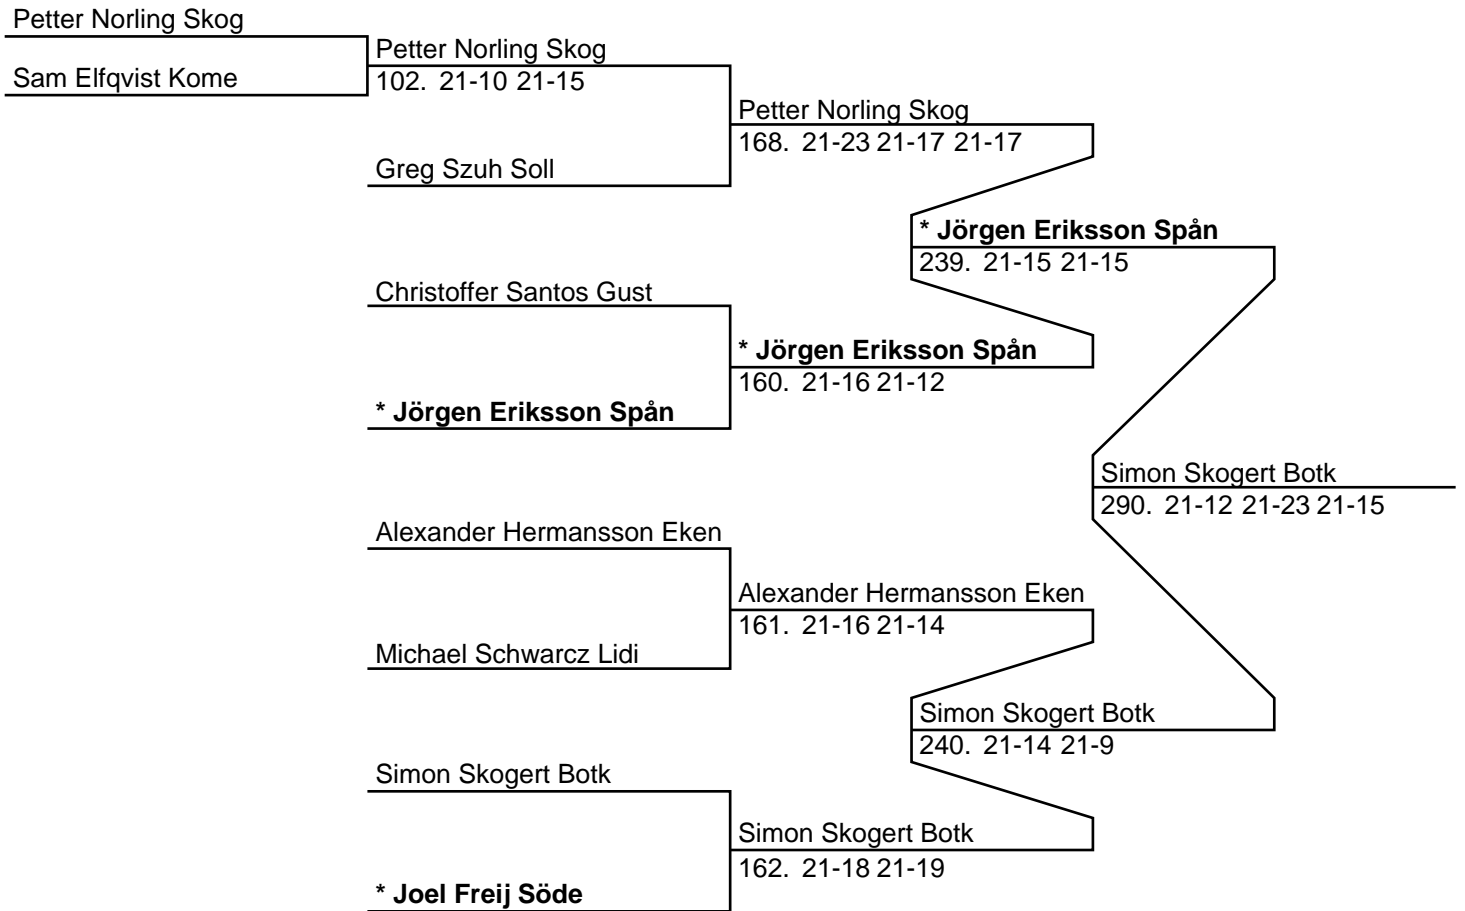 Petter Norling Skog
Petter Norling Skog
Sam Elfqvist Kome
102. 21-10 21-15
Petter Norling Skog
168. 21-23 21-17 21-17
Greg Szuh Soll
* Jörgen Eriksson Spån
239. 21-15 21-15
Christoffer Santos Gust
* Jörgen Eriksson Spån
160. 21-16 21-12
* Jörgen Eriksson Spån
Simon Skogert Botk
290. 21-12 21-23 21-15
Alexander Hermansson Eken
Alexander Hermansson Eken
161. 21-16 21-14
Michael Schwarcz Lidi
Simon Skogert Botk
240. 21-14 21-9
Simon Skogert Botk
Simon Skogert Botk
162. 21-18 21-19
* Joel Freij Söde